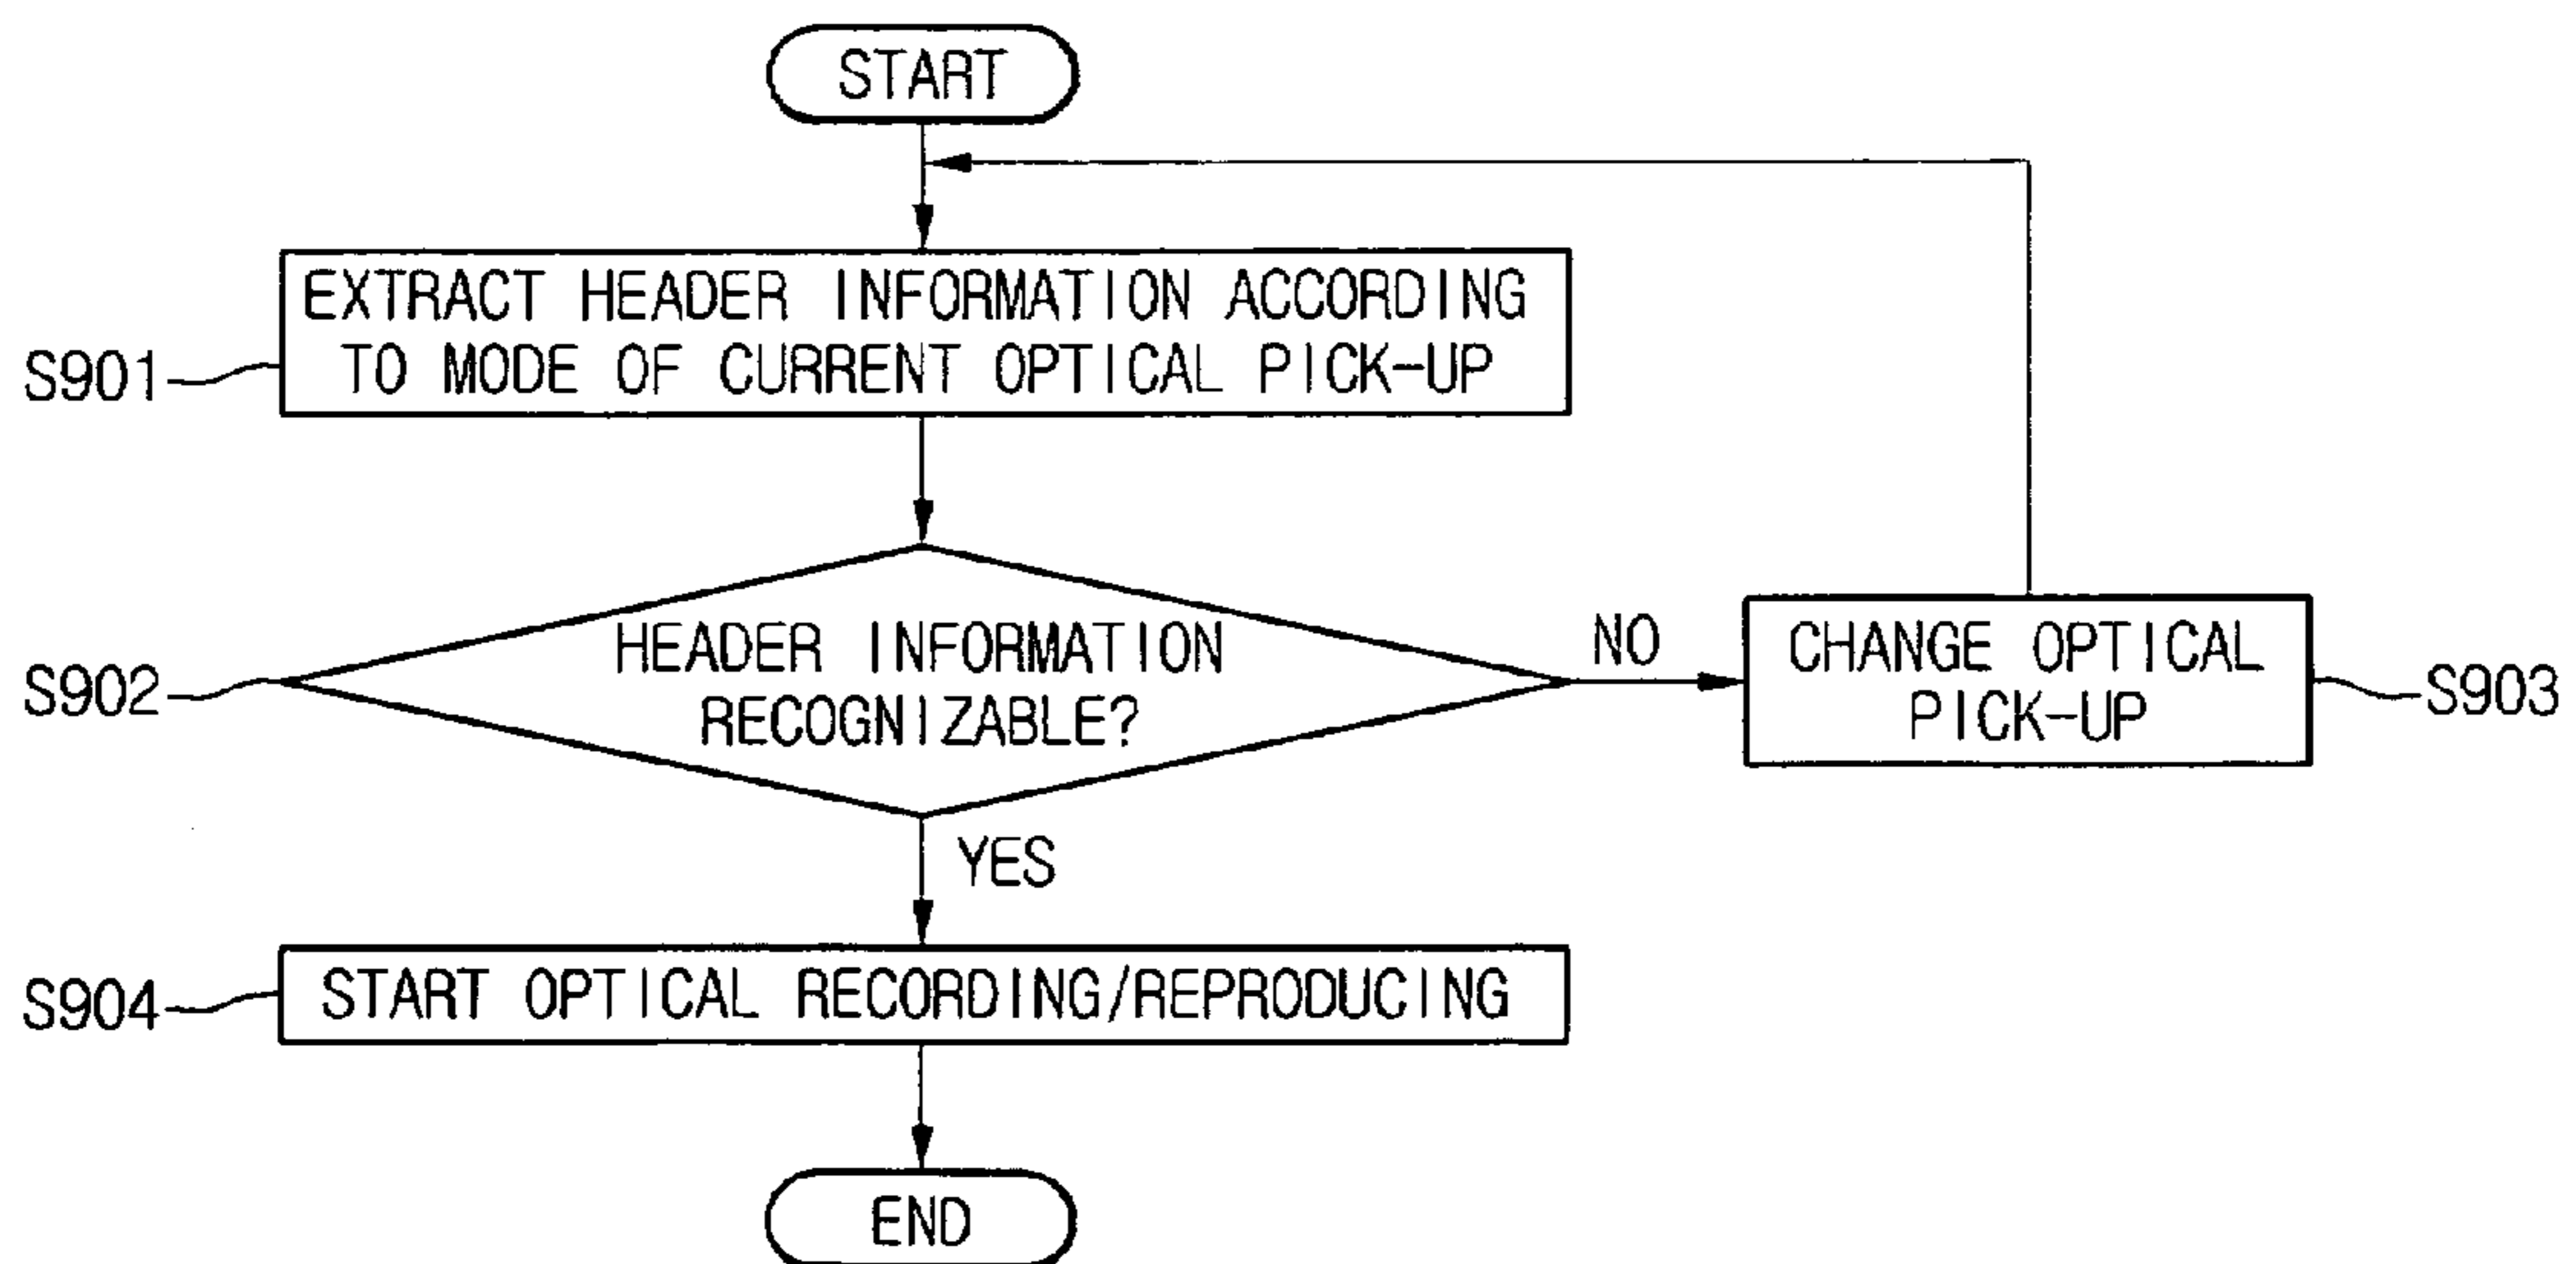 START
EXTRACT HEADER INFORMATION ACCORDING
TO MODE OF CURRENT OPTICAL PICK-UP
S901
HEADER INFORMATION
RECOGNIZABLE?
S902
NO
CHANGE OPTICAL
PICK-UP
S903
YES
START OPTICAL RECORDING/REPRODUCING
S904
END